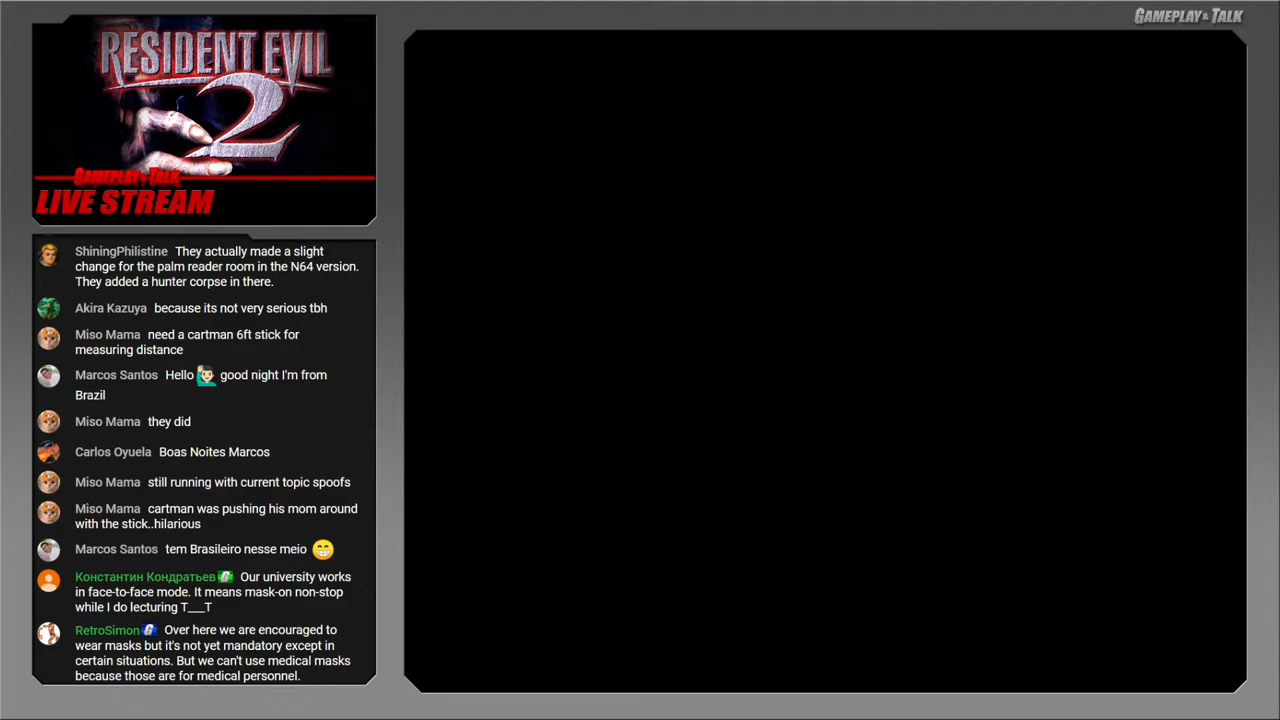 GAMEPLAY & TALK
RESIDENT EVIL
2
GAMEPLAY & TALK
LIVE STREAM
ShiningPhilistine They actually made a slight
change for the palm reader room in the N64 version.
They added a hunter corpse in there.
Akira Kazuya because its not very serious tbh
Miso Mama need a cartman 6ft stick for
measuring distance
Marcos Santos Hello 🙋🏻‍♂️ good night I'm from
Brazil
Miso Mama they did
Carlos Oyuela Boas Noites Marcos
Miso Mama still running with current topic spoofs
Miso Mama cartman was pushing his mom around
with the stick..hilarious
Marcos Santos tem Brasileiro nesse meio 😁
Константин Кондратьев Our university works
in face-to-face mode. It means mask-on non-stop
while I do lecturing T___T
RetroSimon Over here we are encouraged to
wear masks but it's not yet mandatory except in
certain situations. But we can't use medical masks
because those are for medical personnel.